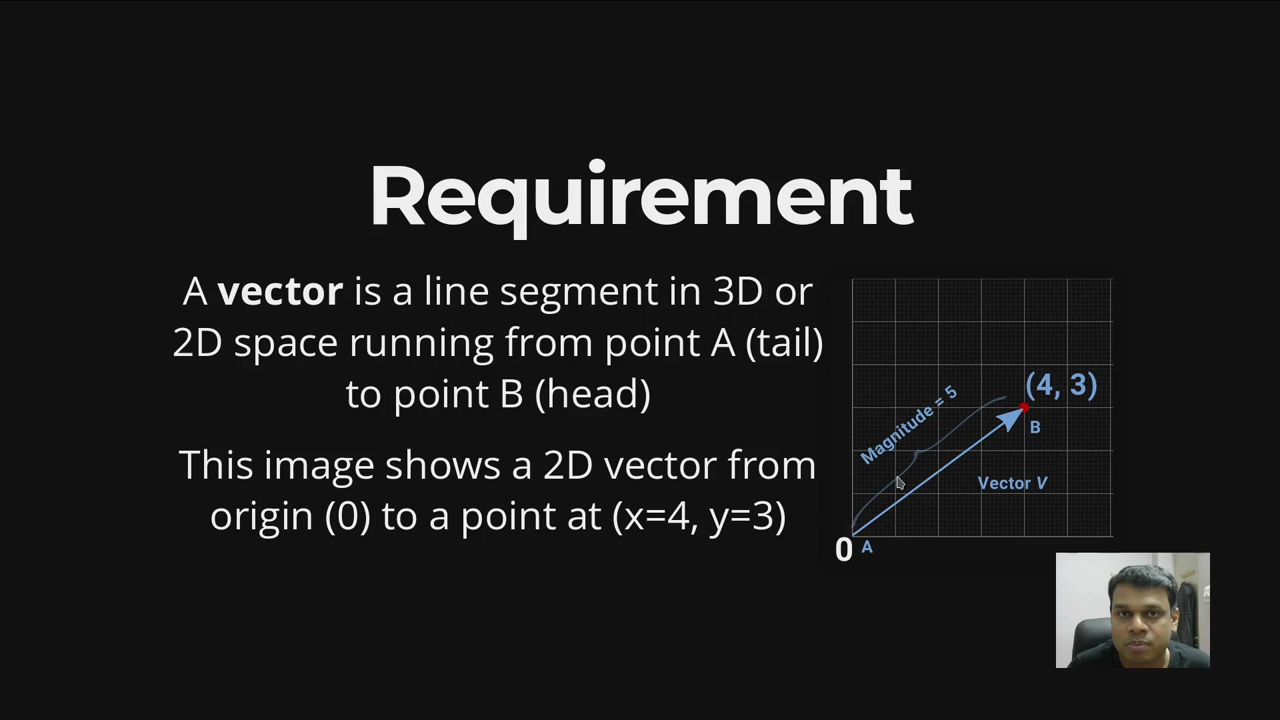 Requirement
A vector is a line segment in 3D or
2D space running from point A (tail)
to point B (head)
This image shows a 2D vector from
origin (0) to a point at (x=4, y=3)
(4, 3)
Magnitude = 5
B
Vector V
0 A